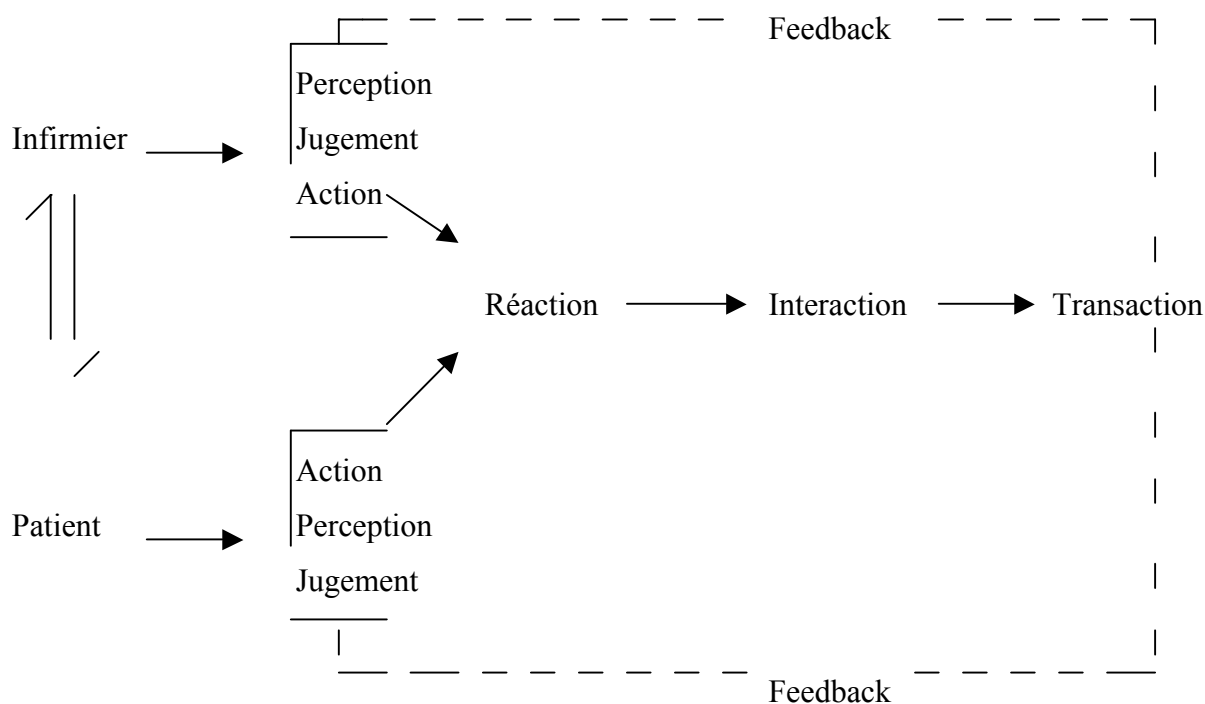 Feedback
Perception
Infirmier
Jugement
Action
Réaction
Interaction
Transaction
Action
Patient
Perception
Jugement
Feedback